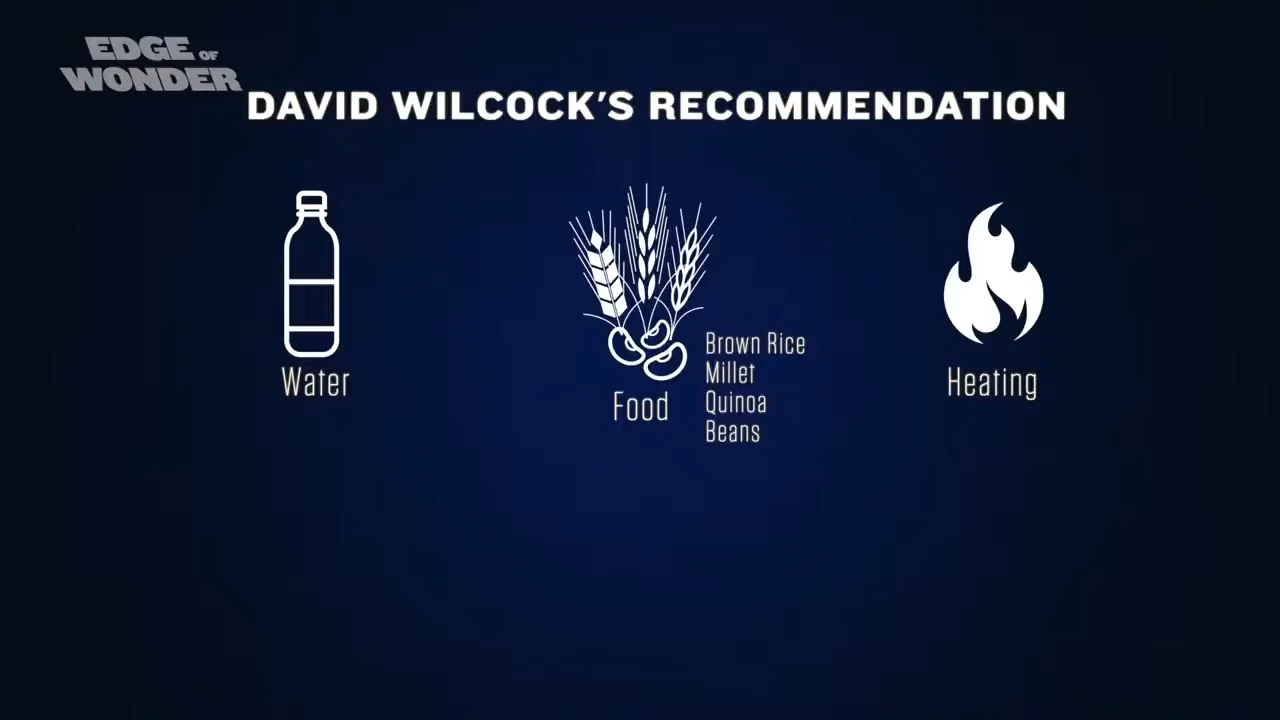 EDGE OF
WONDER
DAVID WILCOCK'S RECOMMENDATION
Water
Food
Brown Rice
Millet
Quinoa
Beans
Heating